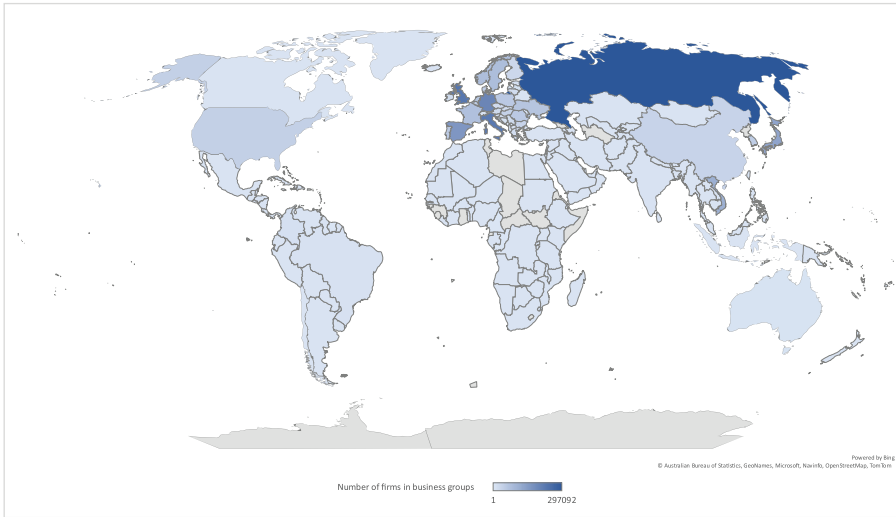 Powered by Bing
© Australian Bureau of Statistics, GeoNames, Microsoft, Navinfo, OpenStreetMap, TomTom
Number of firms in business groups
1
297092